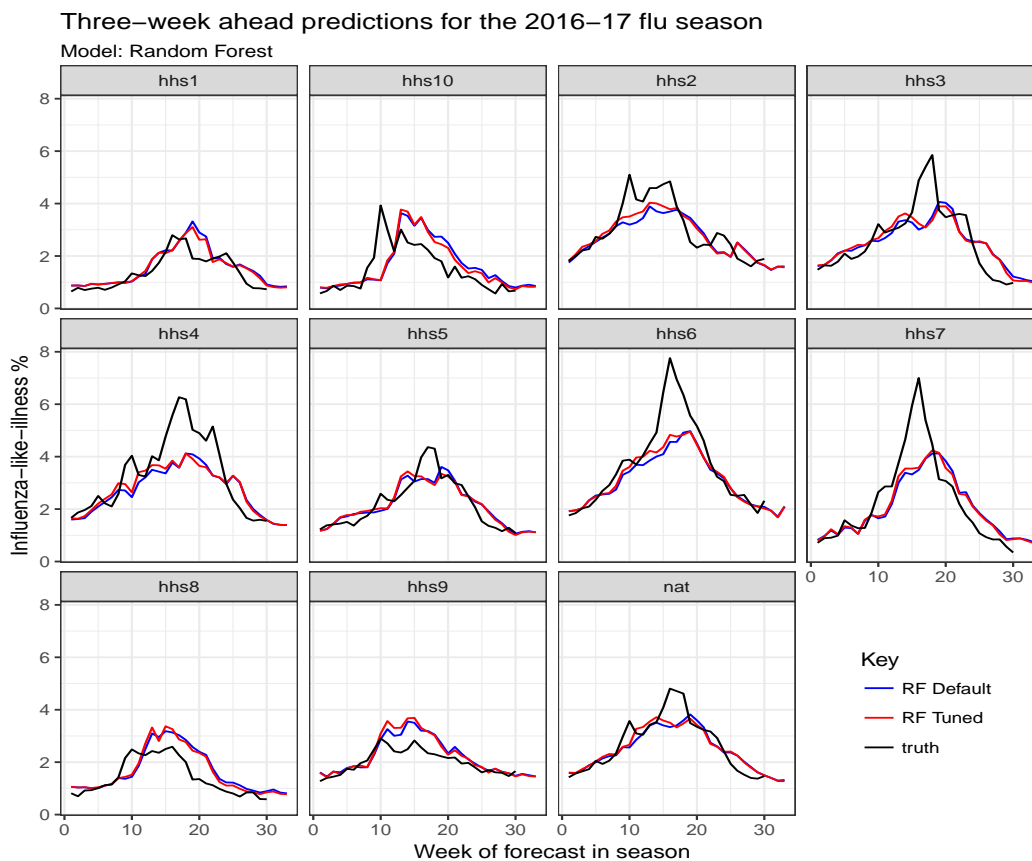 Three−week ahead predictions for the 2016−17 flu season
Model: Random Forest
hhs1 hhs10 hhs2 hhs3
8
6
4
2
0
hhs4 hhs5 hhs6 hhs7
8
6
4
2
0
0 10 20 30
hhs8 hhs9 nat
8
6
4
2
0
0 10 20 30 0 10 20 30 0 10 20 30
Influenza−like−illness %
Week of forecast in season
Key
RF Default
RF Tuned
truth